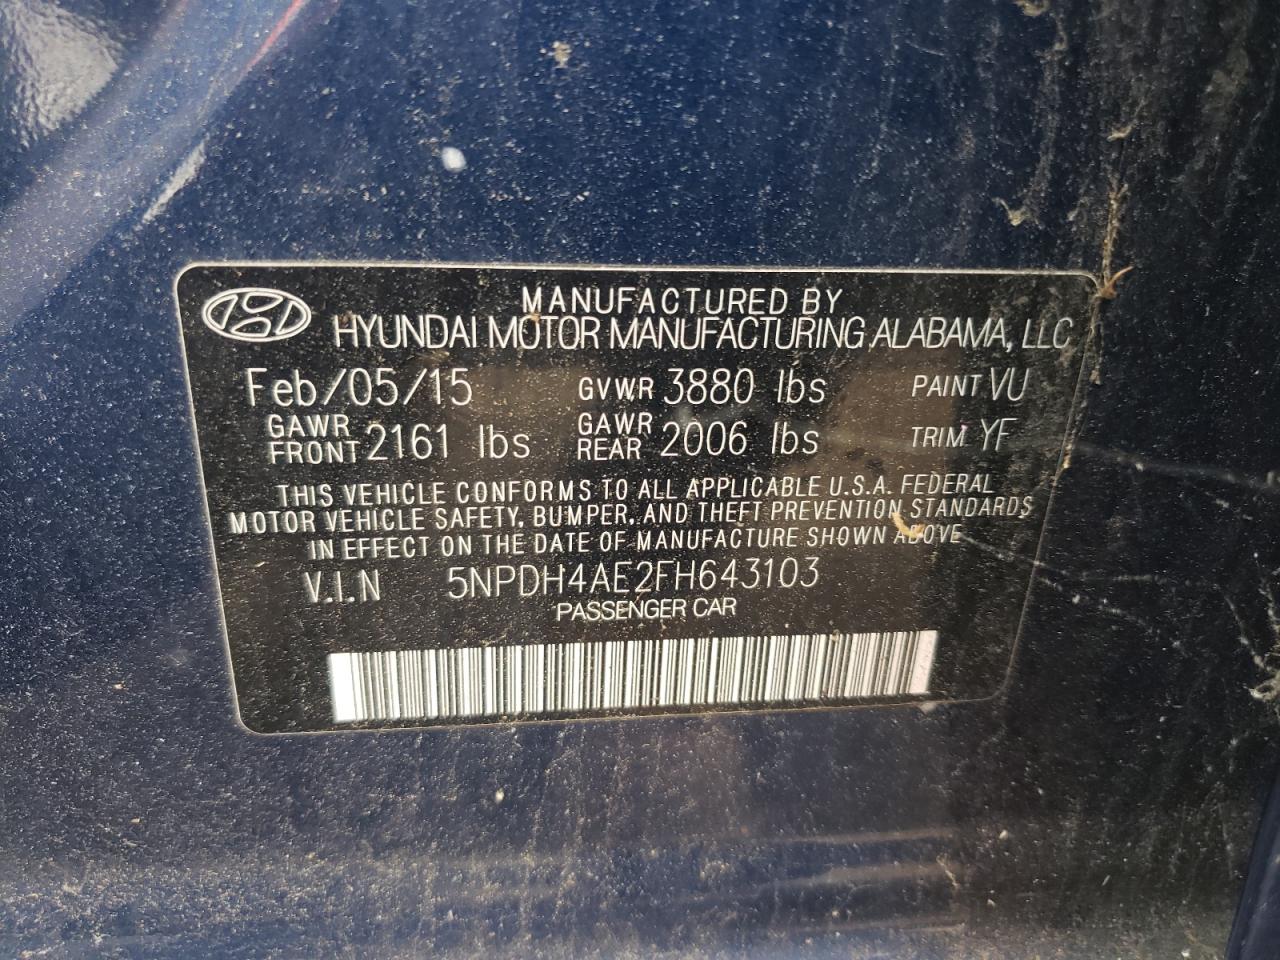 MANUFACTURED BY
HYUNDAI MOTOR MANUFACTURING ALABAMA, LLC
Feb/05/15 GVWR 3880 lbs PAINT VU
GAWR FRONT 2161 lbs GAWR REAR 2006 lbs TRIM YF
THIS VEHICLE CONFORMS TO ALL APPLICABLE U.S.A. FEDERAL
MOTOR VEHICLE SAFETY, BUMPER, AND THEFT PREVENTION STANDARDS
IN EFFECT ON THE DATE OF MANUFACTURE SHOWN ABOVE
V.I.N 5NPDH4AE2FH643103
PASSENGER CAR